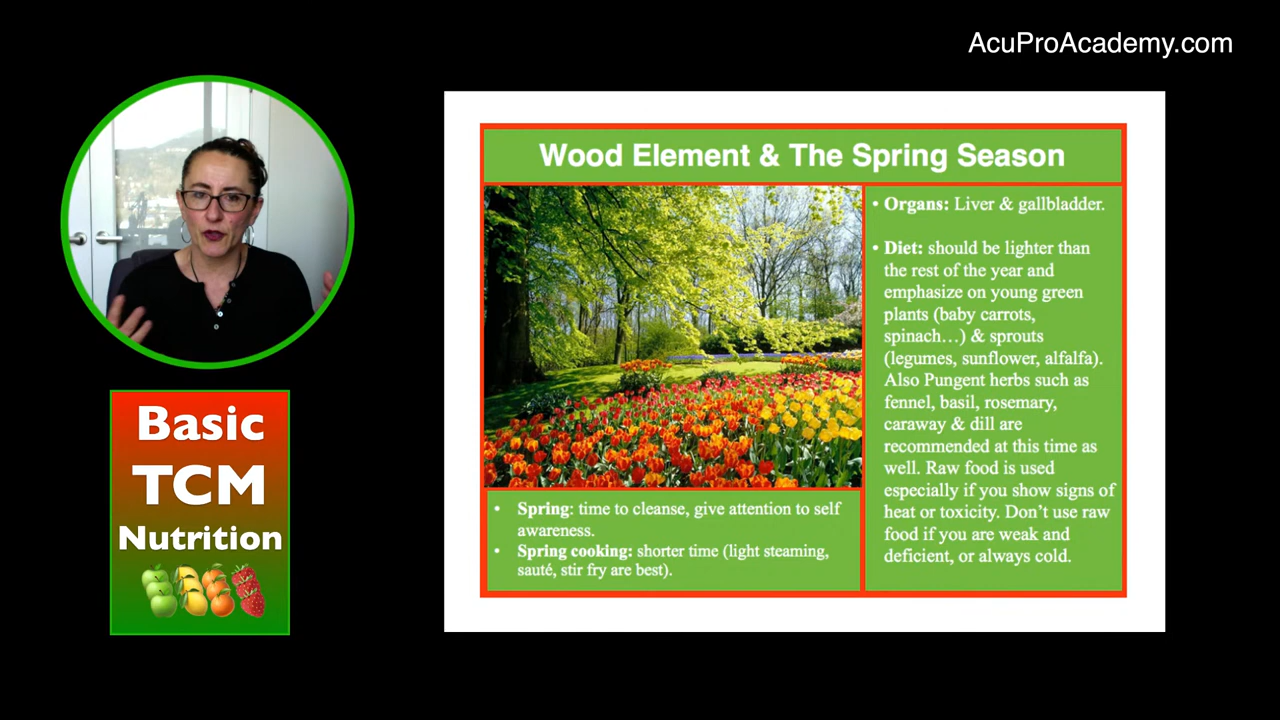 AcuProAcademy.com
Wood Element & The Spring Season
• Organs: Liver & gallbladder.
• Diet: should be lighter than
the rest of the year and
emphasize on young green
plants (baby carrots,
spinach…) & sprouts
(legumes, sunflower, alfalfa).
Also Pungent herbs such as
fennel, basil, rosemary,
caraway & dill are
recommended at this time as
well. Raw food is used
especially if you show signs of
heat or toxicity. Don’t use raw
food if you are weak and
deficient, or always cold.
• Spring: time to cleanse, give attention to self
awareness.
• Spring cooking: shorter time (light steaming,
sauté, stir fry are best).
Basic
TCM
Nutrition